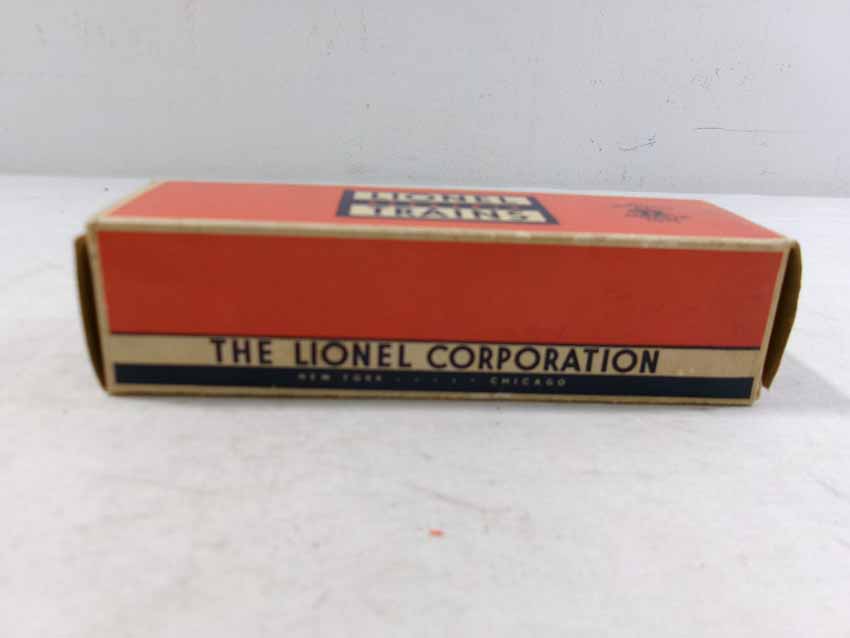 LIONEL
TRAINS
THE LIONEL CORPORATION
NEW YORK . . . . . CHICAGO